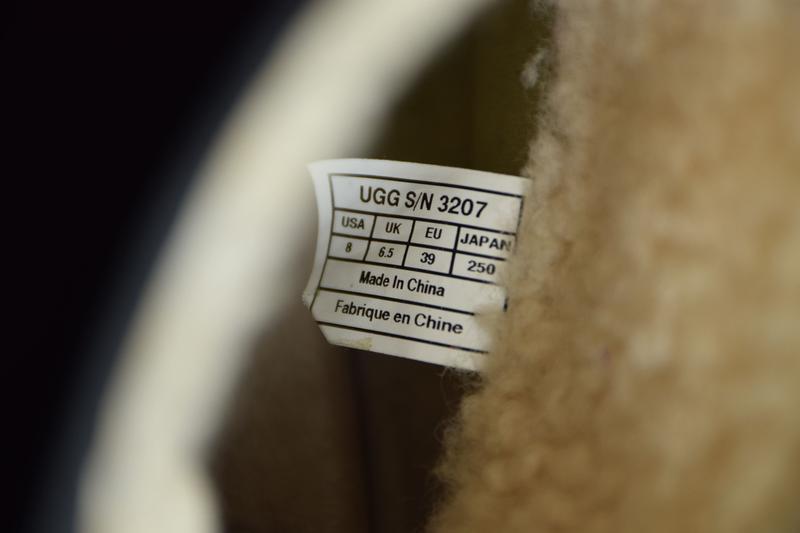 UGG S/N 3207
USA UK EU JAPAN
8 6.5 39 250
Made In China
Fabrique en Chine